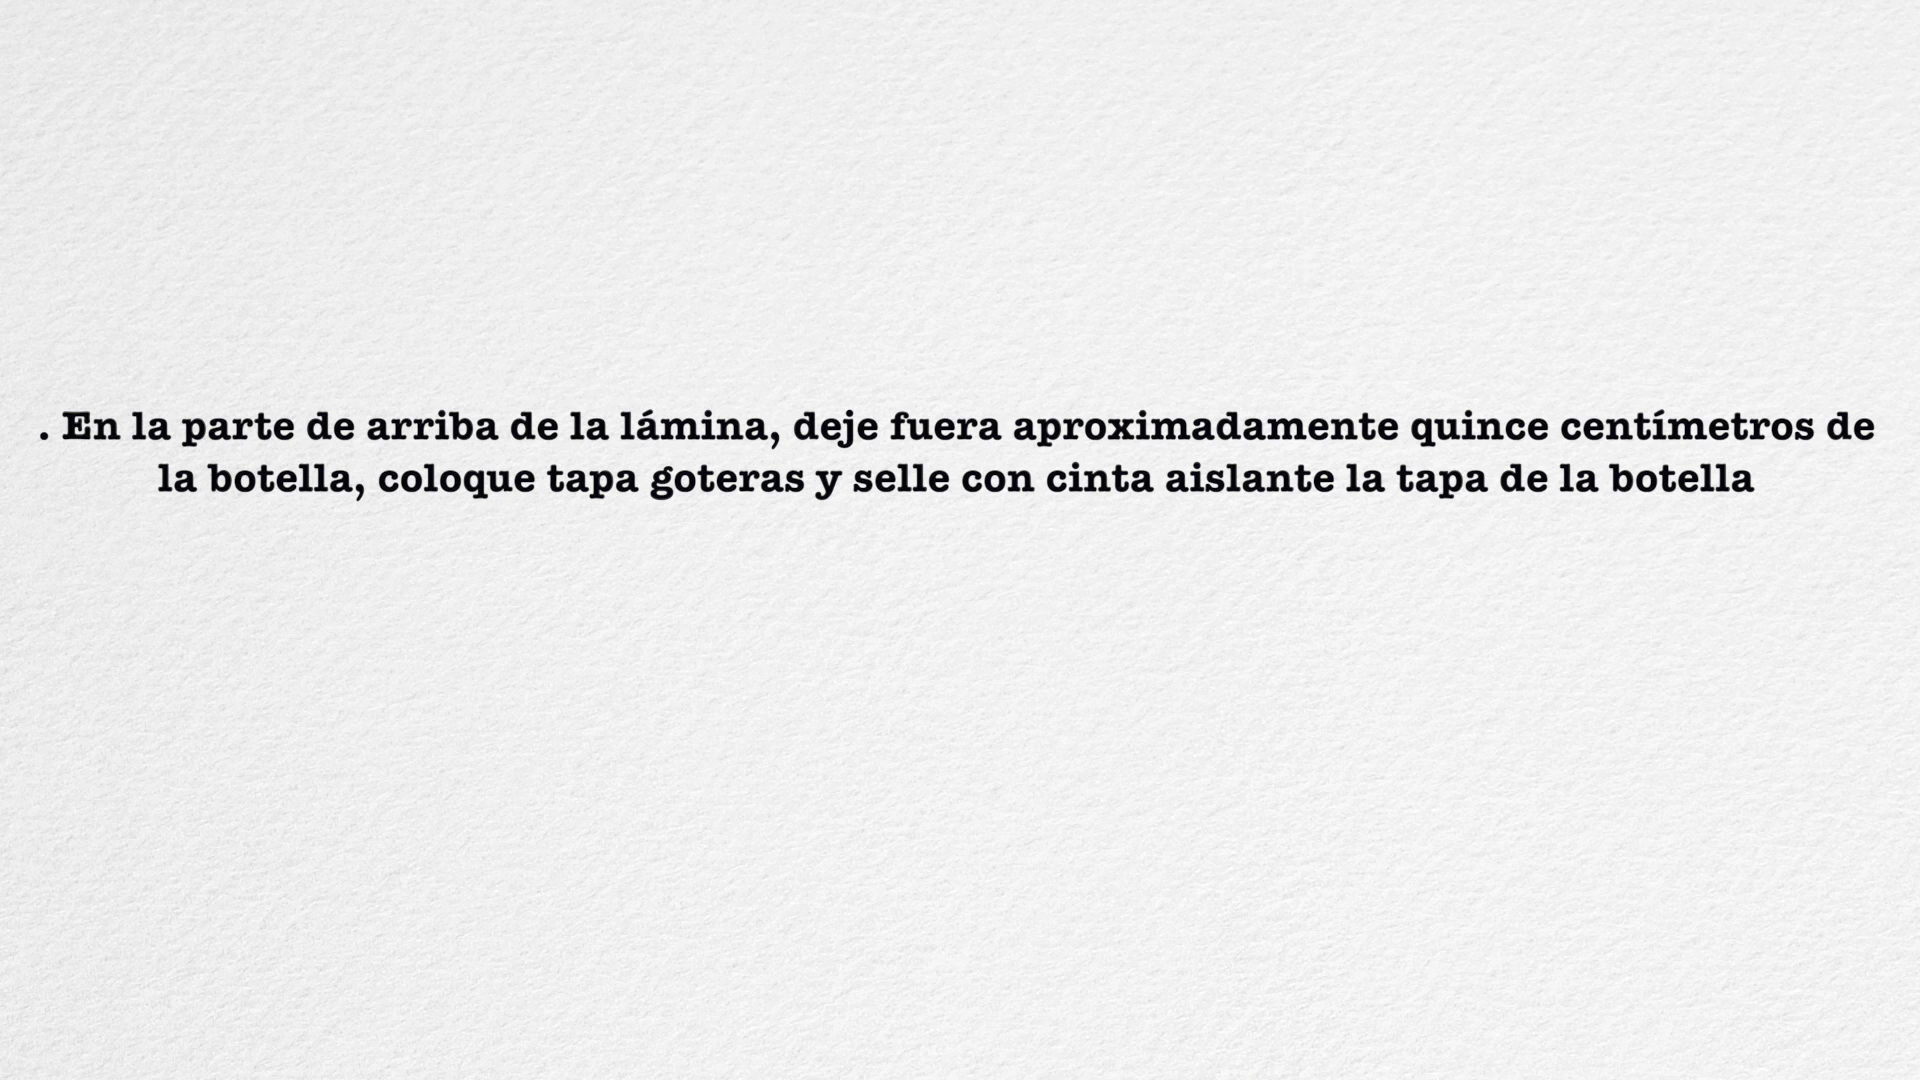 . En la parte de arriba de la lámina, deje fuera aproximadamente quince centímetros de
la botella, coloque tapa goteras y selle con cinta aislante la tapa de la botella